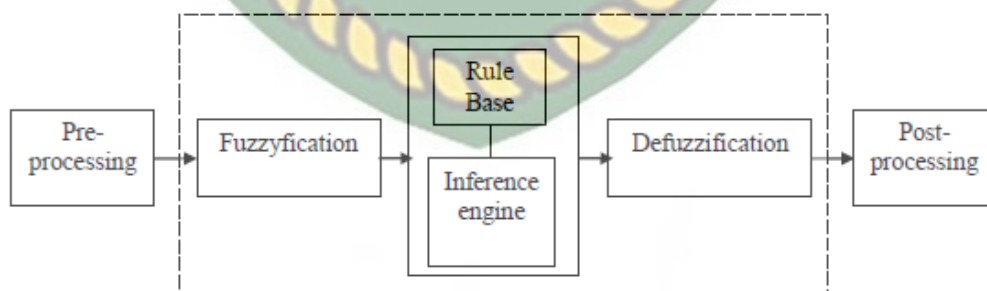 Pre-
processing
Fuzzyfication
Rule
Base
Inference
engine
Defuzzification
Post-
processing